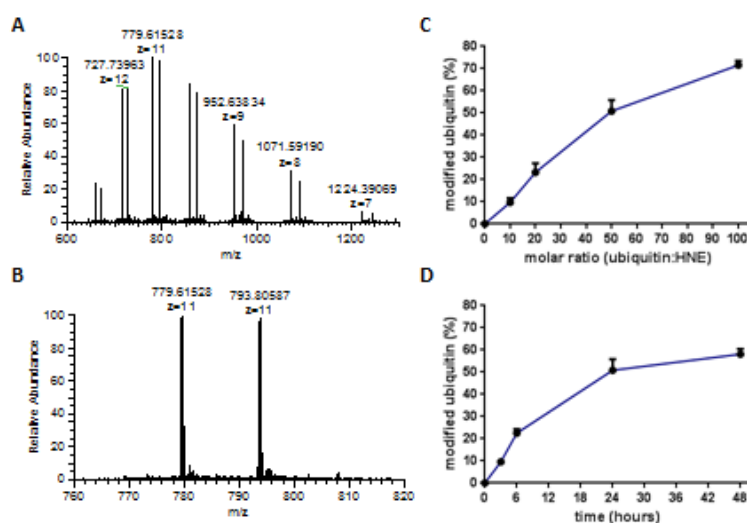 A
779.61528
z=11
727.73963
z=12
952.63834
z=9
1071.59190
z=8
1224.39069
z=7
Relative Abundance
100
80
60
40
20
0
600 800 1000 1200
m/z
B
779.61528
z=11
793.80587
z=11
Relative Abundance
100
80
60
40
20
0
760 770 780 790 800 810 820
m/z
C
modified ubiquitin (%)
80
70
60
50
40
30
20
10
0
0 10 20 30 40 50 60 70 80 90 100
molar ratio (ubiquitin:HNE)
D
modified ubiquitin (%)
80
70
60
50
40
30
20
10
0
0 6 12 18 24 30 36 42 48
time (hours)